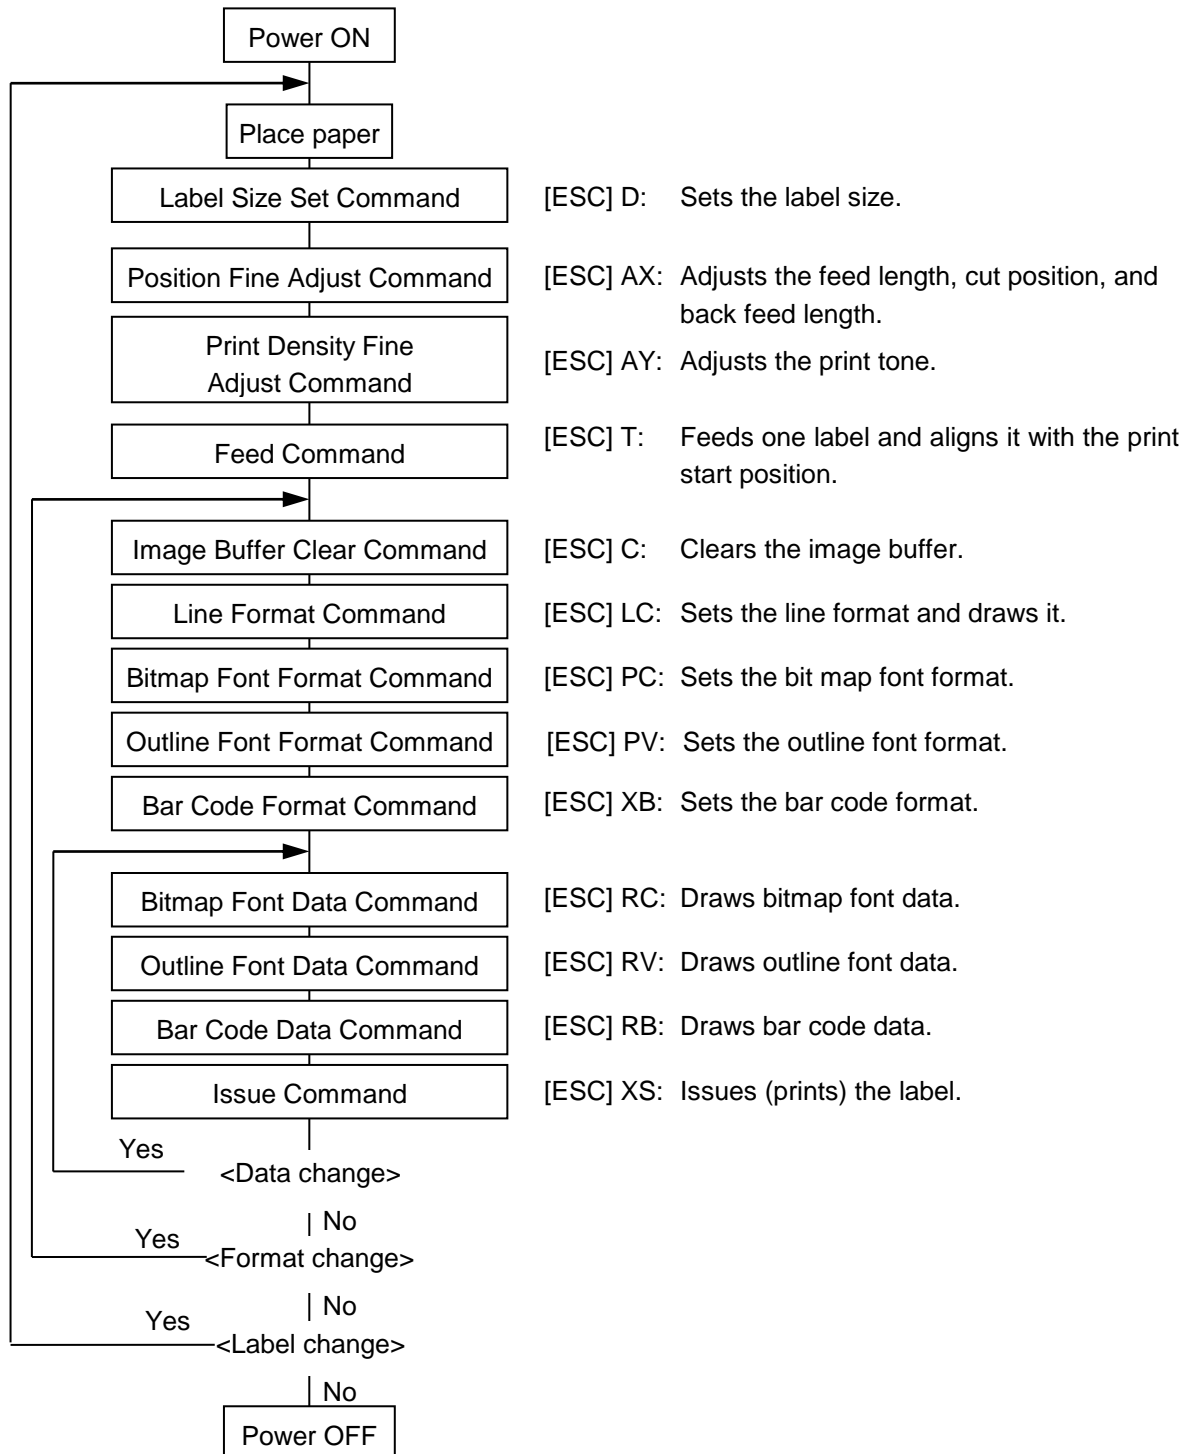 Power ON
Place paper
Label Size Set Command [ESC] D: Sets the label size.
Position Fine Adjust Command [ESC] AX: Adjusts the feed length, cut position, and
back feed length.
Print Density Fine
Adjust Command
[ESC] AY: Adjusts the print tone.
Feed Command [ESC] T: Feeds one label and aligns it with the print
start position.
Image Buffer Clear Command [ESC] C: Clears the image buffer.
Line Format Command [ESC] LC: Sets the line format and draws it.
Bitmap Font Format Command [ESC] PC: Sets the bit map font format.
Outline Font Format Command [ESC] PV: Sets the outline font format.
Bar Code Format Command [ESC] XB: Sets the bar code format.
Bitmap Font Data Command [ESC] RC: Draws bitmap font data.
Outline Font Data Command [ESC] RV: Draws outline font data.
Bar Code Data Command [ESC] RB: Draws bar code data.
Issue Command [ESC] XS: Issues (prints) the label.
Yes
<Data change>
No
Yes
<Format change>
No
Yes
<Label change>
No
Power OFF